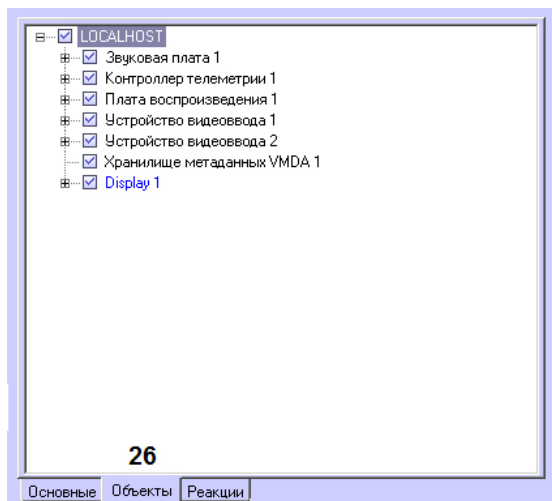 LOCALHOST
Звуковая плата 1
Контроллер телеметрии 1
Плата воспроизведения 1
Устройство видеоввода 1
Устройство видеоввода 2
Хранилище метаданных VMDA 1
Display 1
26
Основные Объекты Реакции